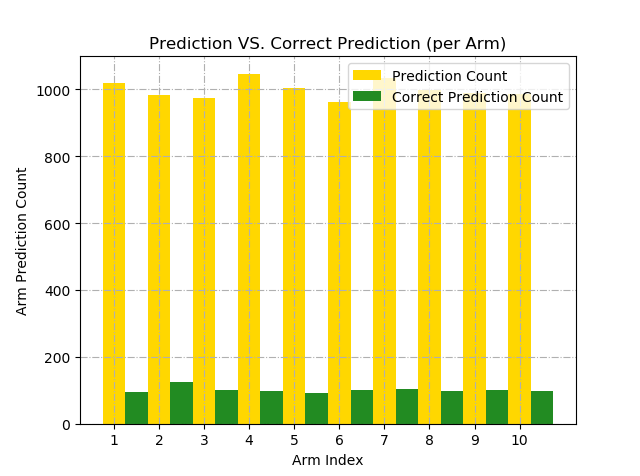 Prediction VS. Correct Prediction (per Arm)
Prediction Count
Correct Prediction Count
Arm Prediction Count
1000
800
600
400
200
0
1 2 3 4 5 6 7 8 9 10
Arm Index